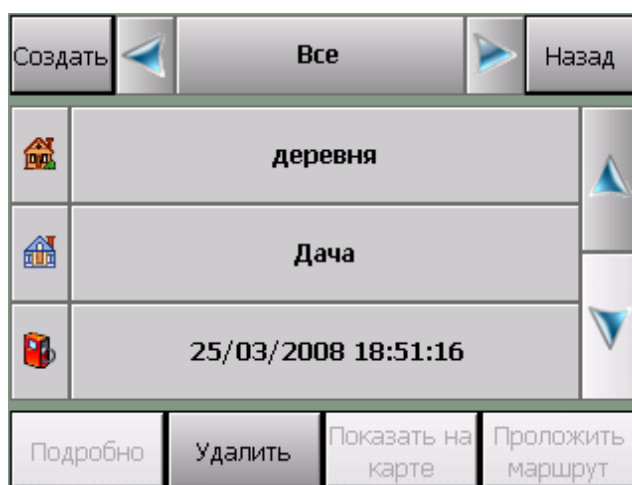 Создать Все Назад
деревня
Дача
25/03/2008 18:51:16
Подробно Удалить Показать на карте Проложить маршрут